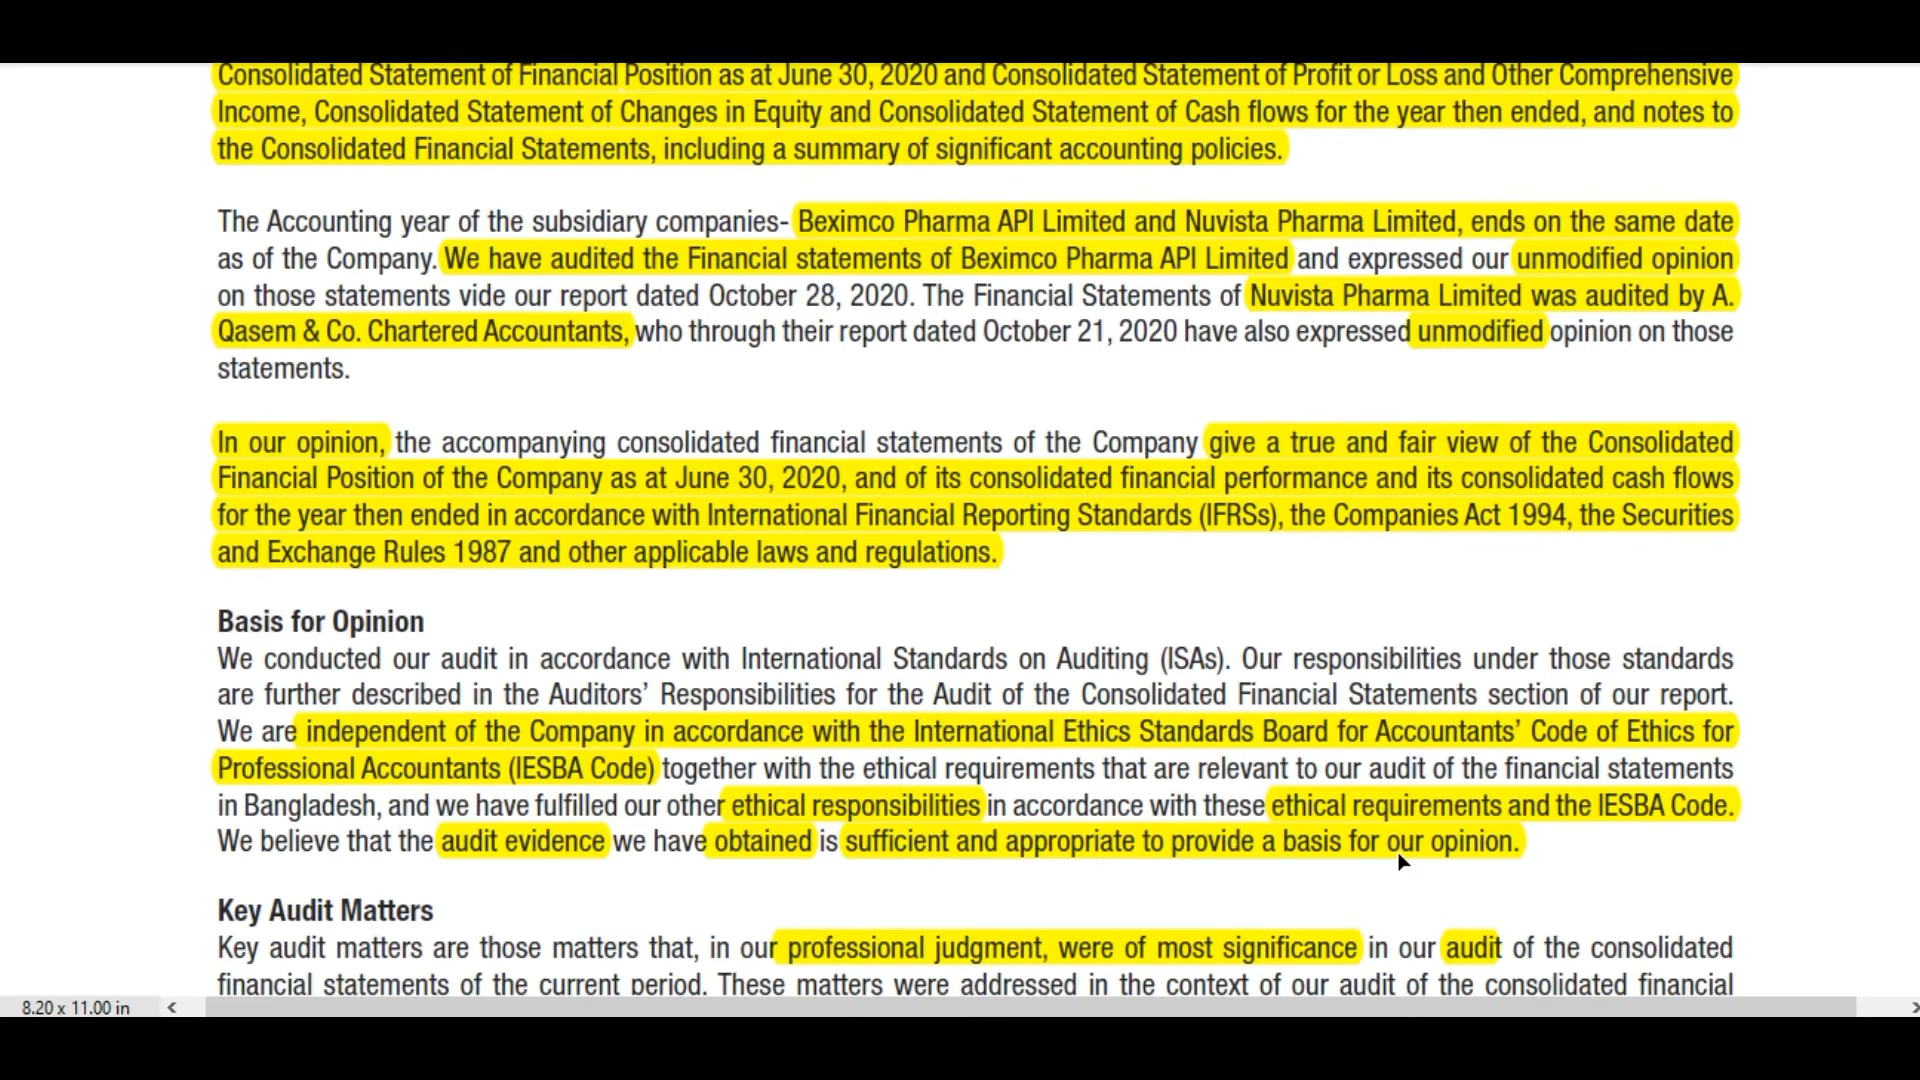 Consolidated Statement of Financial Position as at June 30, 2020 and Consolidated Statement of Profit or Loss and Other Comprehensive
Income, Consolidated Statement of Changes in Equity and Consolidated Statement of Cash flows for the year then ended, and notes to
the Consolidated Financial Statements, including a summary of significant accounting policies.
The Accounting year of the subsidiary companies- Beximco Pharma API Limited and Nuvista Pharma Limited, ends on the same date
as of the Company. We have audited the Financial statements of Beximco Pharma API Limited and expressed our unmodified opinion
on those statements vide our report dated October 28, 2020. The Financial Statements of Nuvista Pharma Limited was audited by A.
Qasem & Co. Chartered Accountants, who through their report dated October 21, 2020 have also expressed unmodified opinion on those
statements.
In our opinion, the accompanying consolidated financial statements of the Company give a true and fair view of the Consolidated
Financial Position of the Company as at June 30, 2020, and of its consolidated financial performance and its consolidated cash flows
for the year then ended in accordance with International Financial Reporting Standards (IFRSs), the Companies Act 1994, the Securities
and Exchange Rules 1987 and other applicable laws and regulations.
Basis for Opinion
We conducted our audit in accordance with International Standards on Auditing (ISAs). Our responsibilities under those standards
are further described in the Auditors’ Responsibilities for the Audit of the Consolidated Financial Statements section of our report.
We are independent of the Company in accordance with the International Ethics Standards Board for Accountants’ Code of Ethics for
Professional Accountants (IESBA Code) together with the ethical requirements that are relevant to our audit of the financial statements
in Bangladesh, and we have fulfilled our other ethical responsibilities in accordance with these ethical requirements and the IESBA Code.
We believe that the audit evidence we have obtained is sufficient and appropriate to provide a basis for our opinion.
Key Audit Matters
Key audit matters are those matters that, in our professional judgment, were of most significance in our audit of the consolidated
financial statements of the current period. These matters were addressed in the context of our audit of the consolidated financial
8.20 x 11.00 in